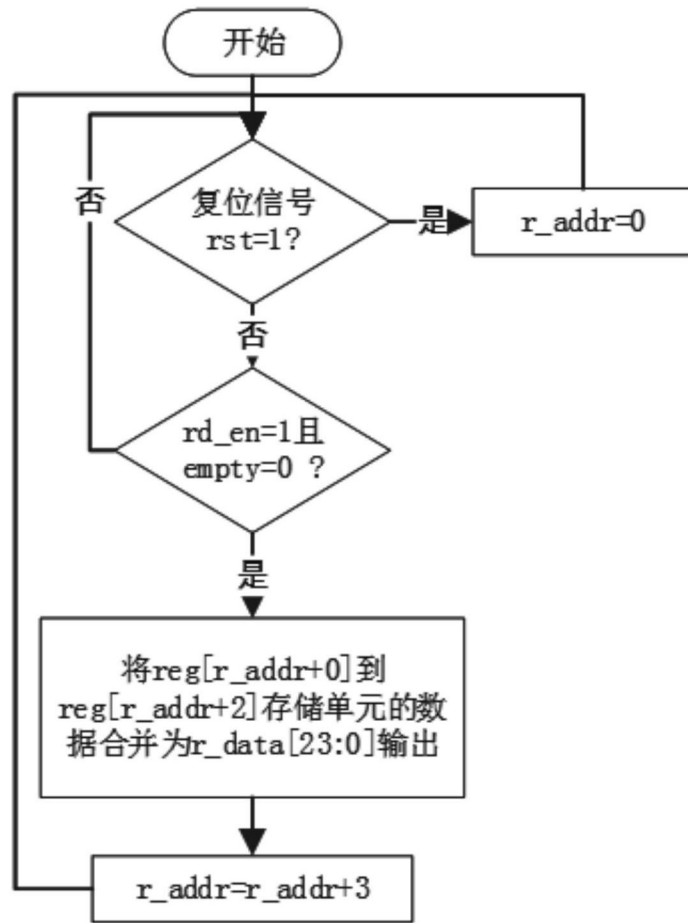 开始
否
复位信号
rst=1?
是
r_addr=0
否
rd_en=1且
empty=0 ?
是
将reg[r_addr+0]到
reg[r_addr+2]存储单元的数
据合并为r_data[23:0]输出
r_addr=r_addr+3